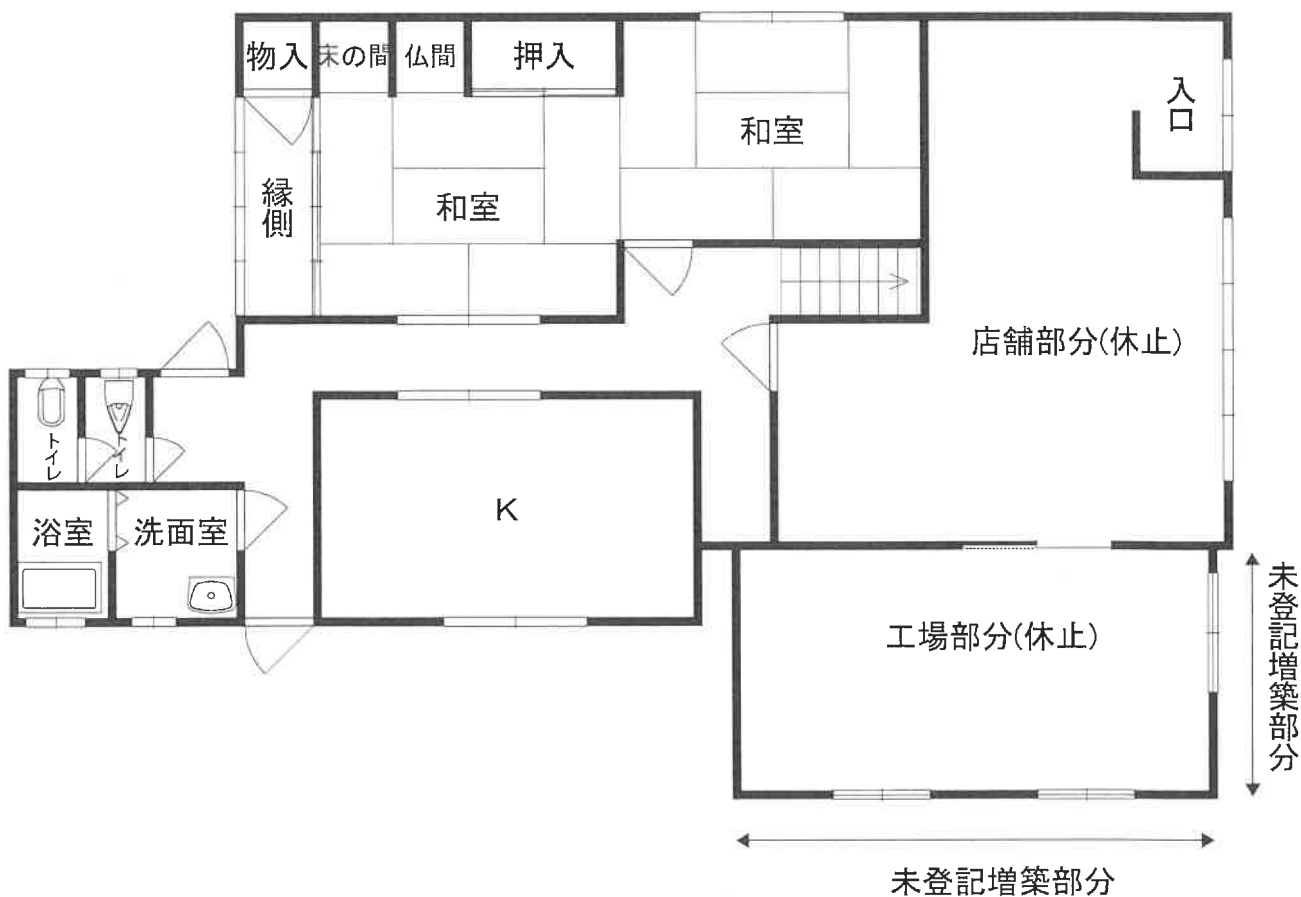 物入
床の間
仏間
押入
入口
和室
縁側
和室
店舗部分(休止)
トイレ
トイレ
K
浴室
洗面室
工場部分(休止)
未登記増築部分
未登記増築部分